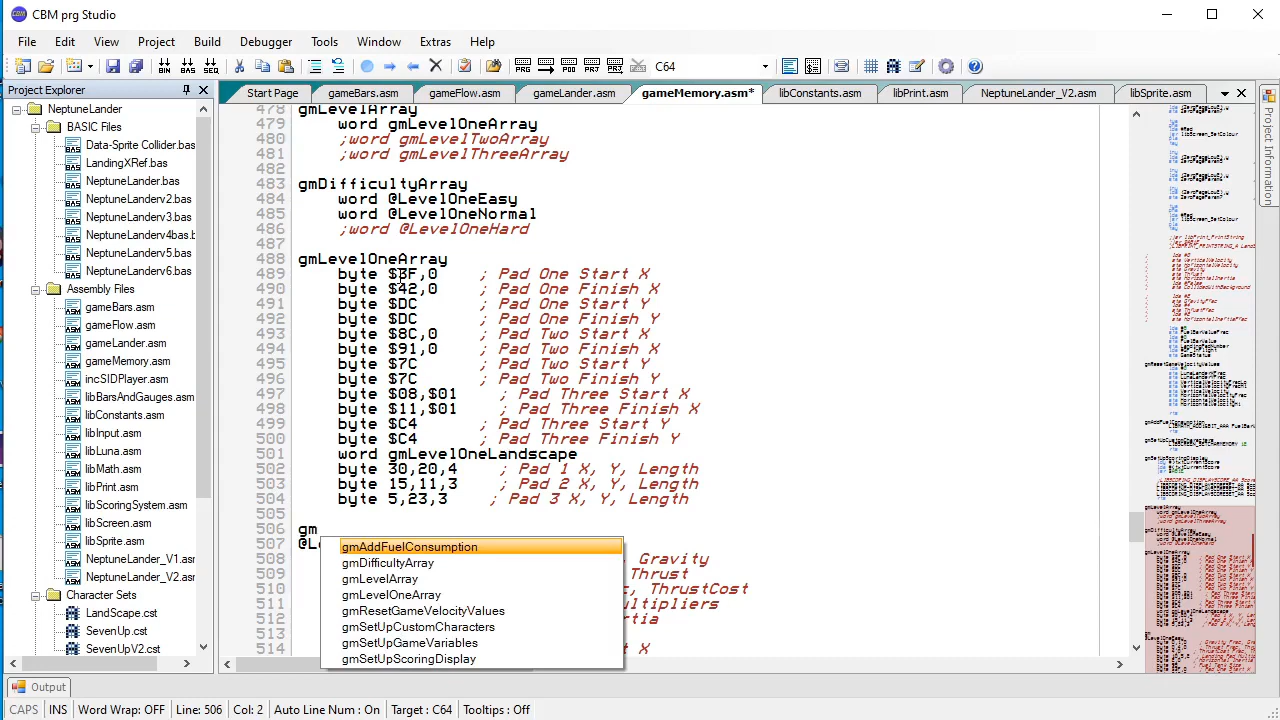 CBM prg Studio
File Edit View Project Build Debugger Tools Window Extras Help
C64
Project Explorer
Start Page gameBars.asm gameFlow.asm gameLander.asm gameMemory.asm* libConstants.asm libPrint.asm NeptuneLander_V2.asm libSprite.asm
NeptuneLander
BASIC Files
Data-Sprite Collider.bas
LandingXRef.bas
NeptuneLander.bas
NeptuneLanderv2.bas
NeptuneLanderv3.bas
NeptuneLanderv4bas.b
NeptuneLanderv5.bas
NeptuneLanderv6.bas
Assembly Files
gameBars.asm
gameFlow.asm
gameLander.asm
gameMemory.asm
incSIDPlayer.asm
libBarsAndGauges.asm
libConstants.asm
libInput.asm
libLuna.asm
libMath.asm
libPrint.asm
libScoringSystem.asm
libScreen.asm
libSprite.asm
NeptuneLander_V1.asm
NeptuneLander_V2.asm
Character Sets
LandScape.cst
SevenUp.cst
SevenUpV2.cst
478 gmLevelArray
479 word gmLevelOneArray
480 ;word gmLevelTwoArray
481 ;word gmLevelThreeArray
482
483 gmDifficultyArray
484 word @LevelOneEasy
485 word @LevelOneNormal
486 ;word @LevelOneHard
487
488 gmLevelOneArray
489 byte $3F,0 ; Pad One Start X
490 byte $42,0 ; Pad One Finish X
491 byte $DC ; Pad One Start Y
492 byte $DC ; Pad One Finish Y
493 byte $8C,0 ; Pad Two Start X
494 byte $91,0 ; Pad Two Finish X
495 byte $7C ; Pad Two Start Y
496 byte $7C ; Pad Two Finish Y
497 byte $08,$01 ; Pad Three Start X
498 byte $11,$01 ; Pad Three Finish X
499 byte $C4 ; Pad Three Start Y
500 byte $C4 ; Pad Three Finish Y
501 word gmLevelOneLandscape
502 byte 30,20,4 ; Pad 1 X, Y, Length
503 byte 15,11,3 ; Pad 2 X, Y, Length
504 byte 5,23,3 ; Pad 3 X, Y, Length
505
506 gm
507 @Le
508 , Gravity
509 Thrust
510 , ThrustCost
511 ultipliers
512 tia
513
514 X
gmAddFuelConsumption
gmDifficultyArray
gmLevelArray
gmLevelOneArray
gmResetGameVelocityValues
gmSetUpCustomCharacters
gmSetUpGameVariables
gmSetUpScoringDisplay
Project Information
Output
CAPS INS Word Wrap: OFF Line: 506 Col: 2 Auto Line Num : On Target : C64 Tooltips : Off